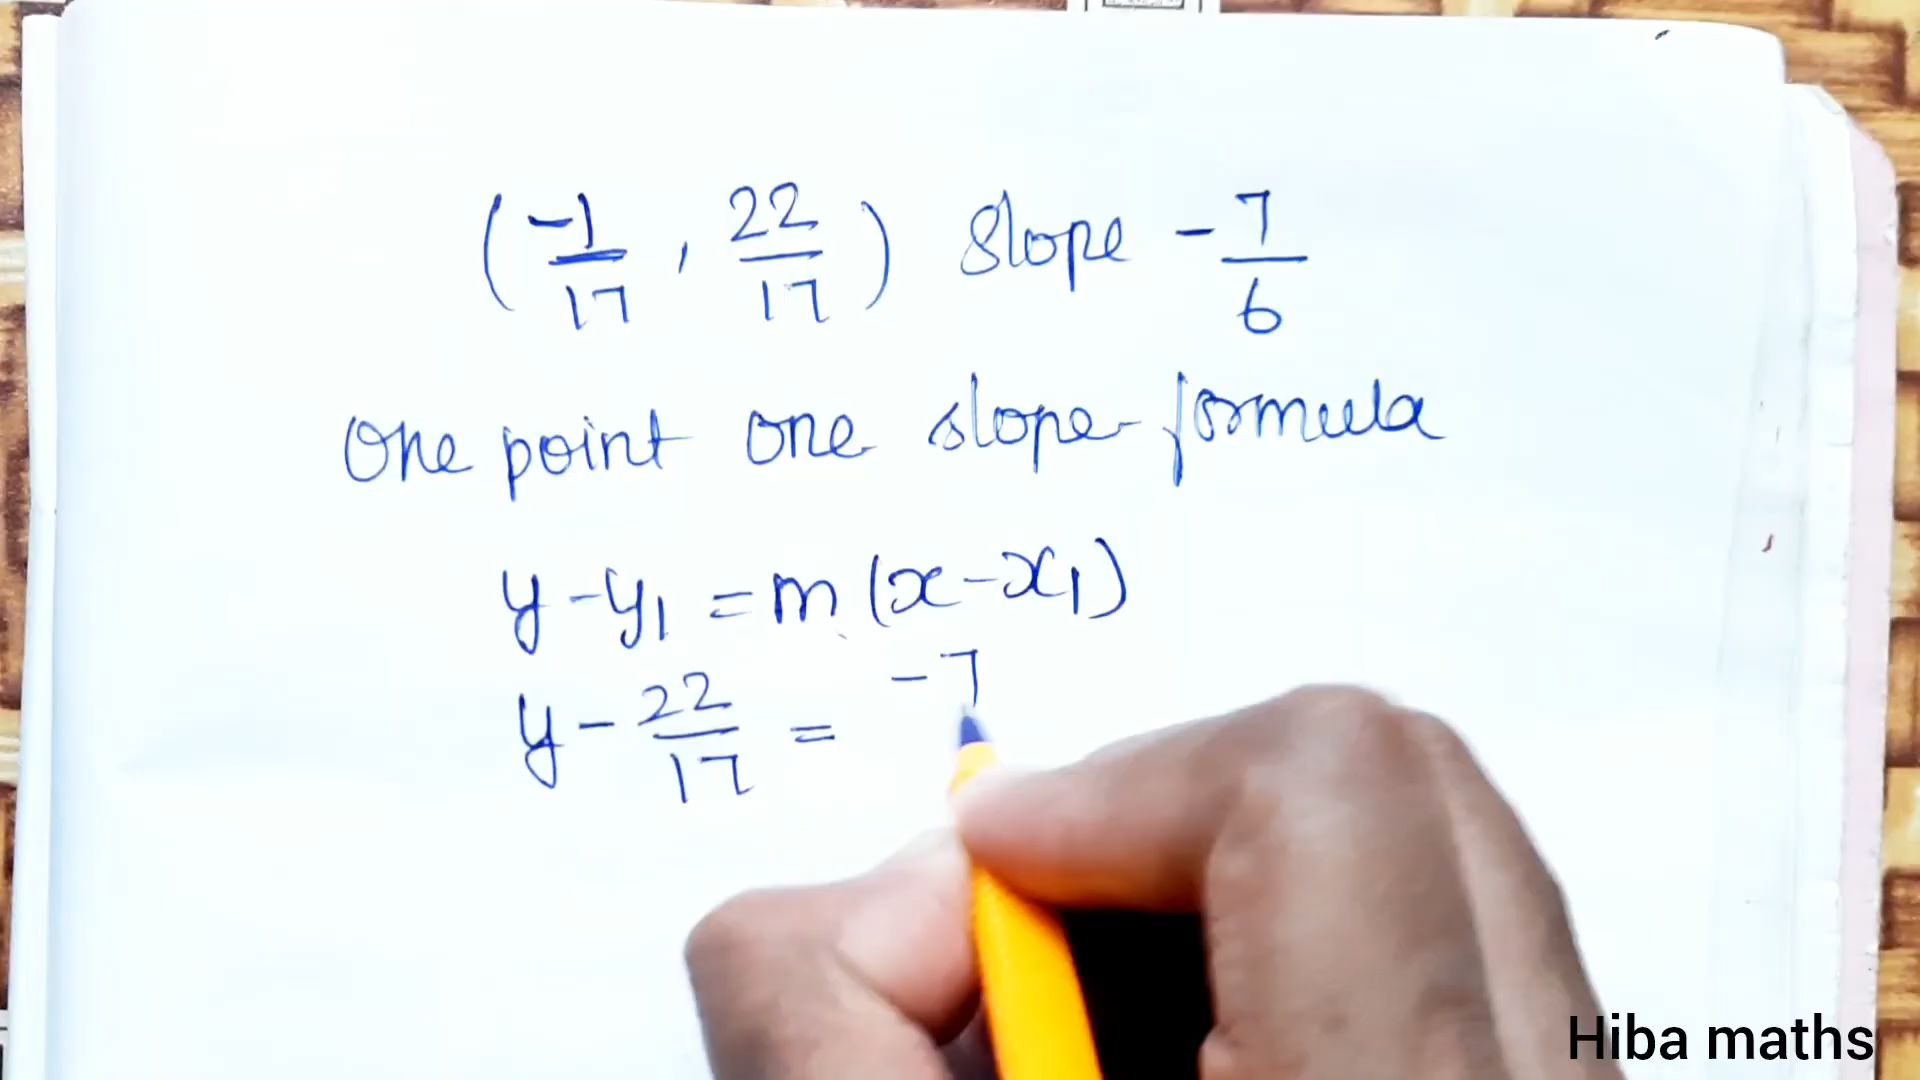 (-1/17, 22/17) Slope -7/6
One point one slope formula
y-y₁ = m(x-x₁)
y - 22/17 = -7
Hiba maths